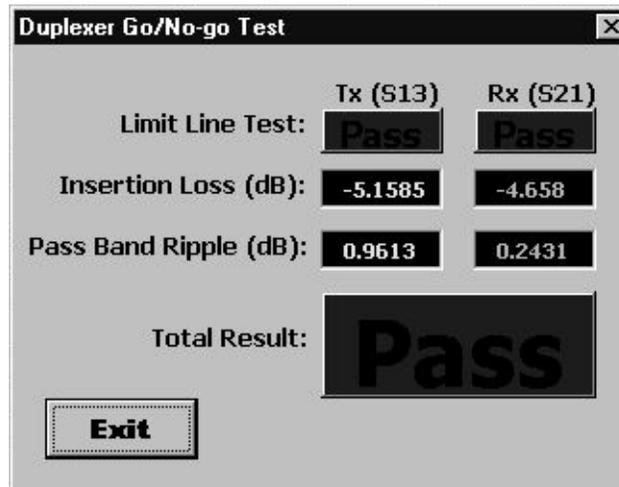 Duplexer Go/No-go Test
Tx (S13) Rx (S21)
Limit Line Test: Pass Pass
Insertion Loss (dB): -5.1585 -4.658
Pass Band Ripple (dB): 0.9613 0.2431
Total Result: Pass
Exit